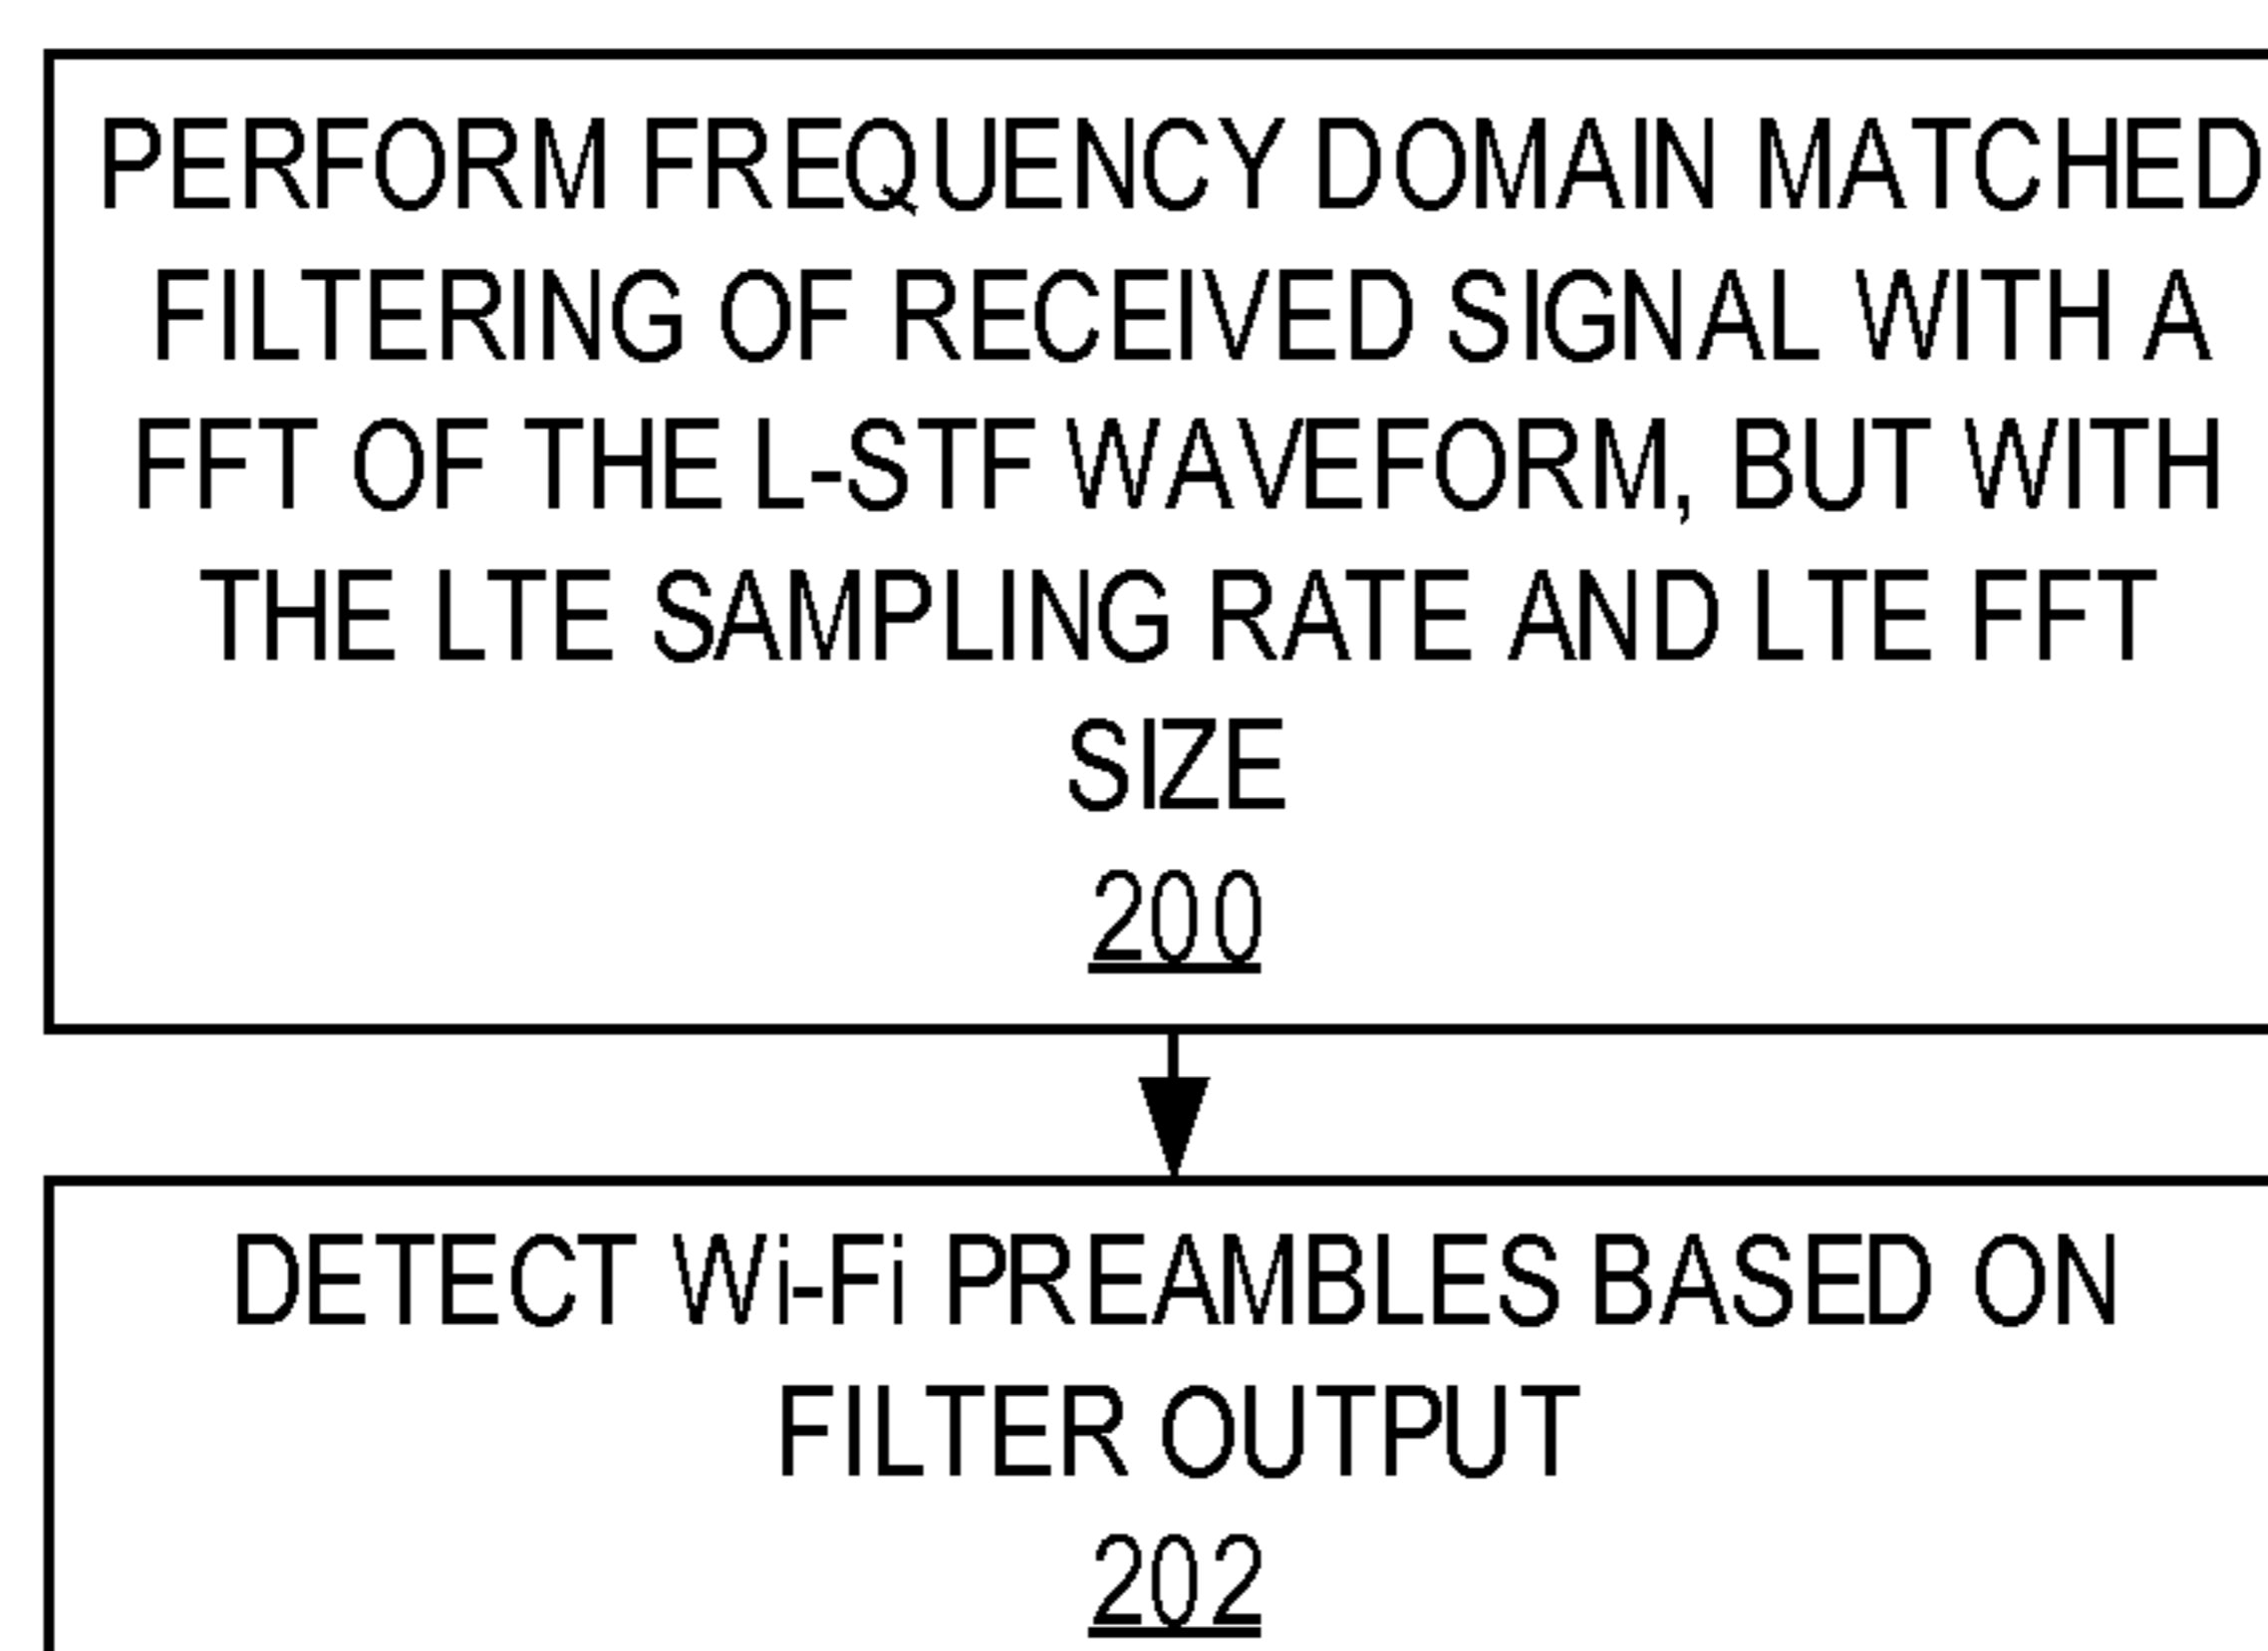 PERFORM FREQUENCY DOMAIN MATCHED
FILTERING OF RECEIVED SIGNAL WITH A
FFT OF THE L-STF WAVEFORM, BUT WITH
THE LTE SAMPLING RATE AND LTE FFT
SIZE
200
DETECT Wi-Fi PREAMBLES BASED ON
FILTER OUTPUT
202